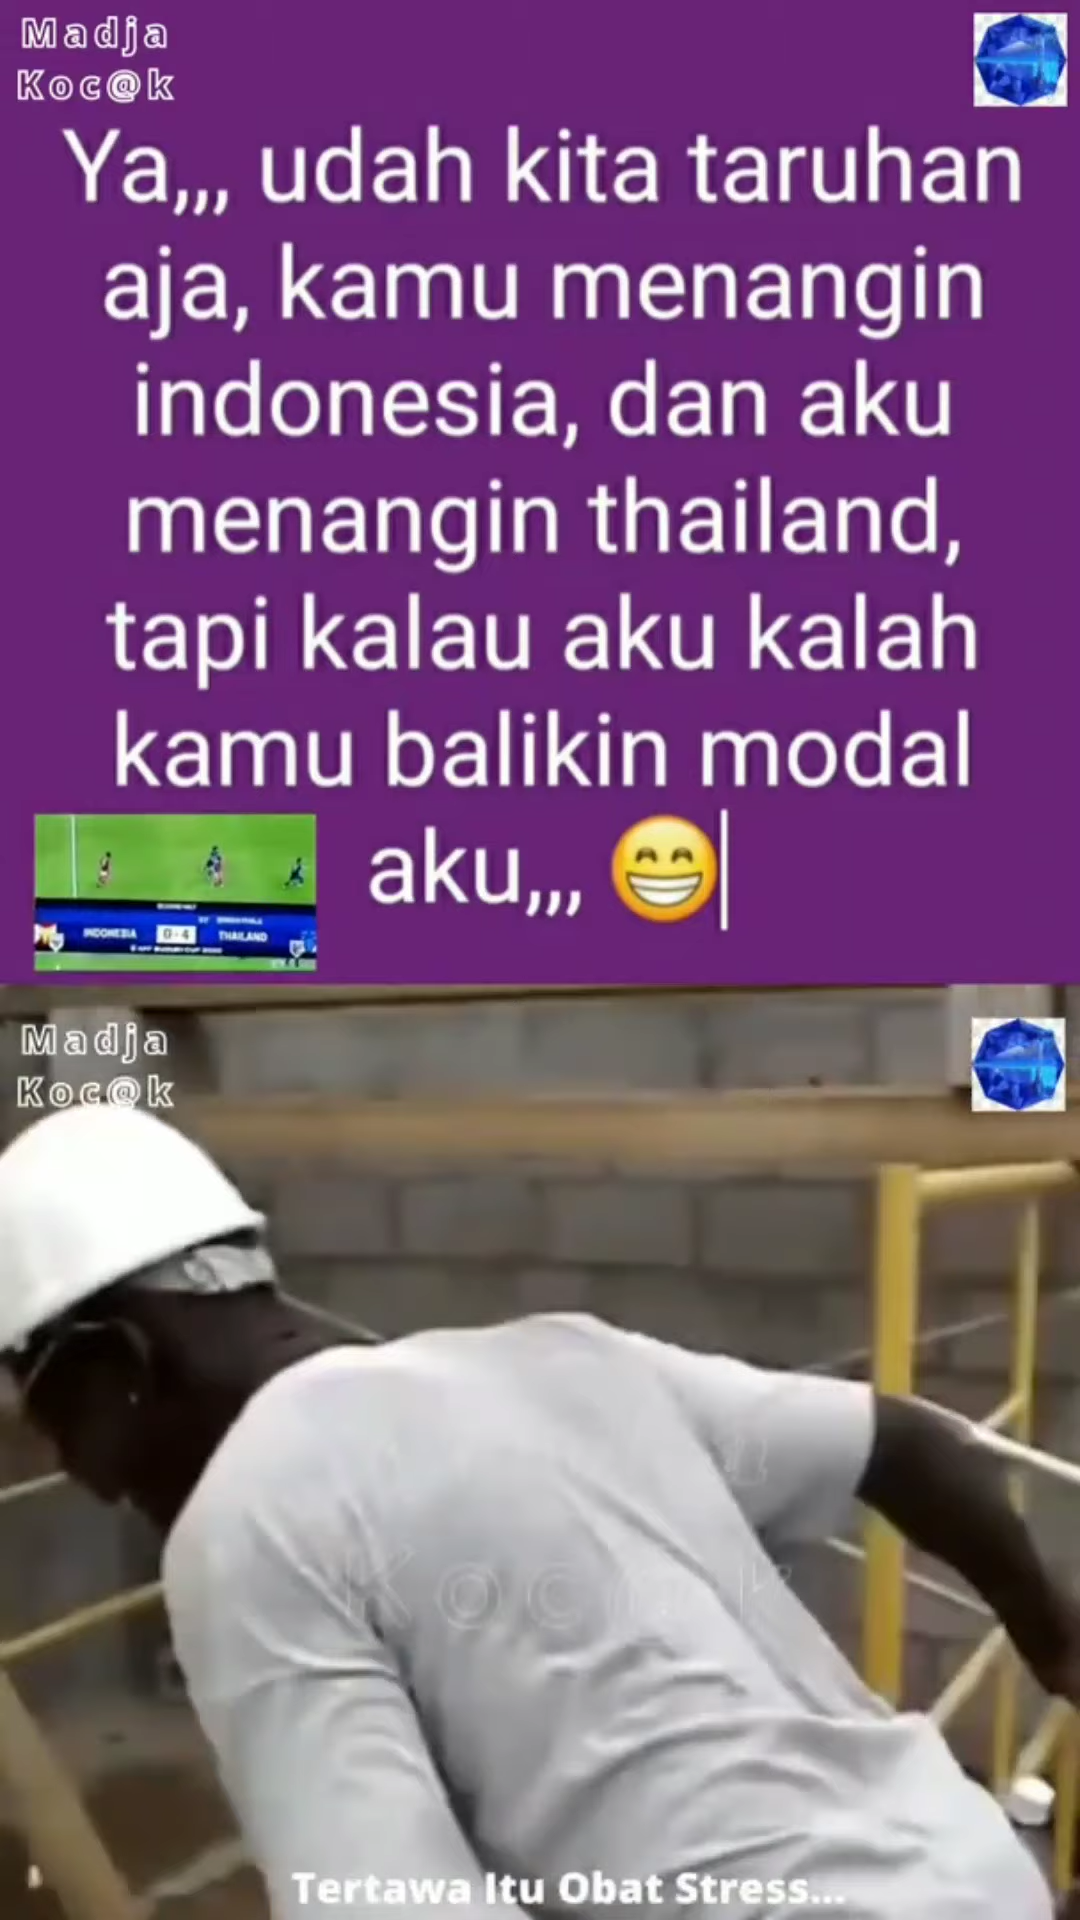 Madja
Koc@k
Ya,,, udah kita taruhan
aja, kamu menangin
indonesia, dan aku
menangin thailand,
tapi kalau aku kalah
kamu balikin modal
aku,,, 😁
INDONESIA 0-4 THAILAND
Madja
Koc@k
Koc@k
Tertawa Itu Obat Stress...